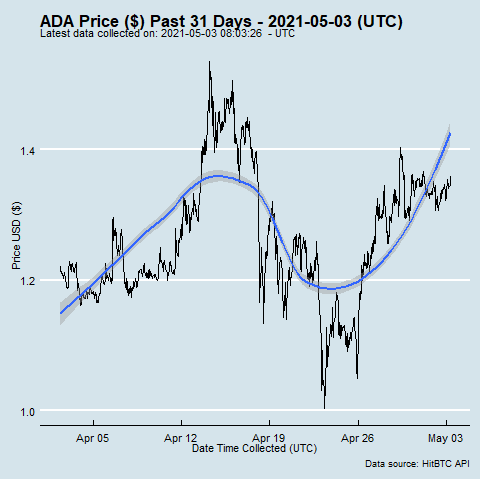 ADA Price ($) Past 31 Days - 2021-05-03 (UTC)
Latest data collected on: 2021-05-03 08:03:26  - UTC
1.4
1.2
1.0
Price USD ($)
Apr 05 Apr 12 Apr 19 Apr 26 May 03
Date Time Collected (UTC)
Data source: HitBTC API